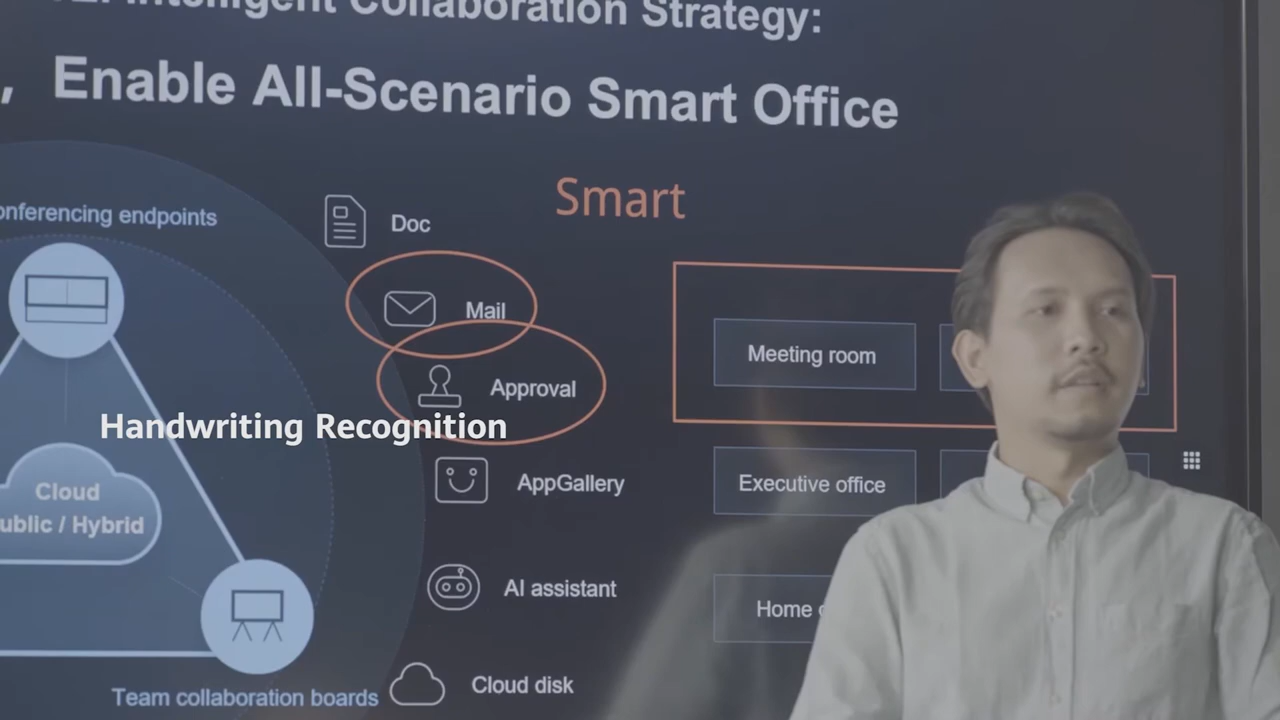 Intelligent Collaboration Strategy:
, Enable All-Scenario Smart Office
Smart
onferencing endpoints
Doc
Mail
Meeting room
Approval
Handwriting Recognition
Cloud
ublic / Hybrid
AppGallery
Executive office
AI assistant
Home
Team collaboration boards
Cloud disk